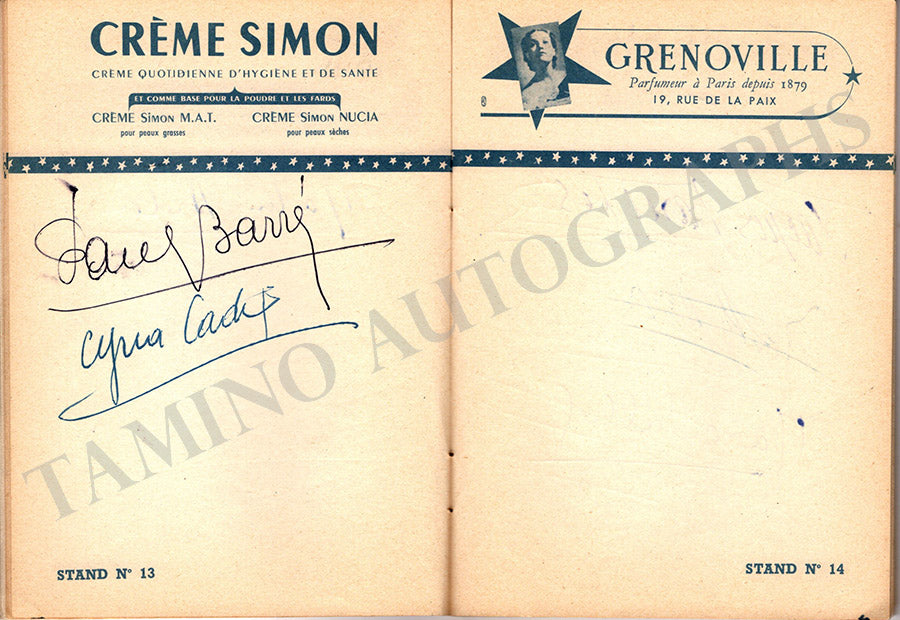 CRÈME SIMON
CRÈME QUOTIDIENNE D'HYGIÈNE ET DE SANTÉ
ET COMME BASE POUR LA POUDRE ET LES FARDS
CRÈME SIMON M.A.T.
pour peaux grasses
CRÈME SIMON NUCIA
pour peaux sèches
Barré
STAND N° 13
GRENOVILLE
Parfumeur à Paris depuis 1879
19, RUE DE LA PAIX
STAND N° 14
TAMINO AUTOGRAPHS